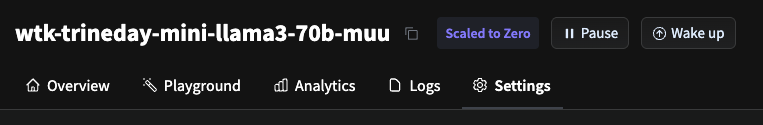 wtk-trineday-mini-llama3-70b-muu Scaled to Zero Pause Wake up
Overview Playground Analytics Logs Settings